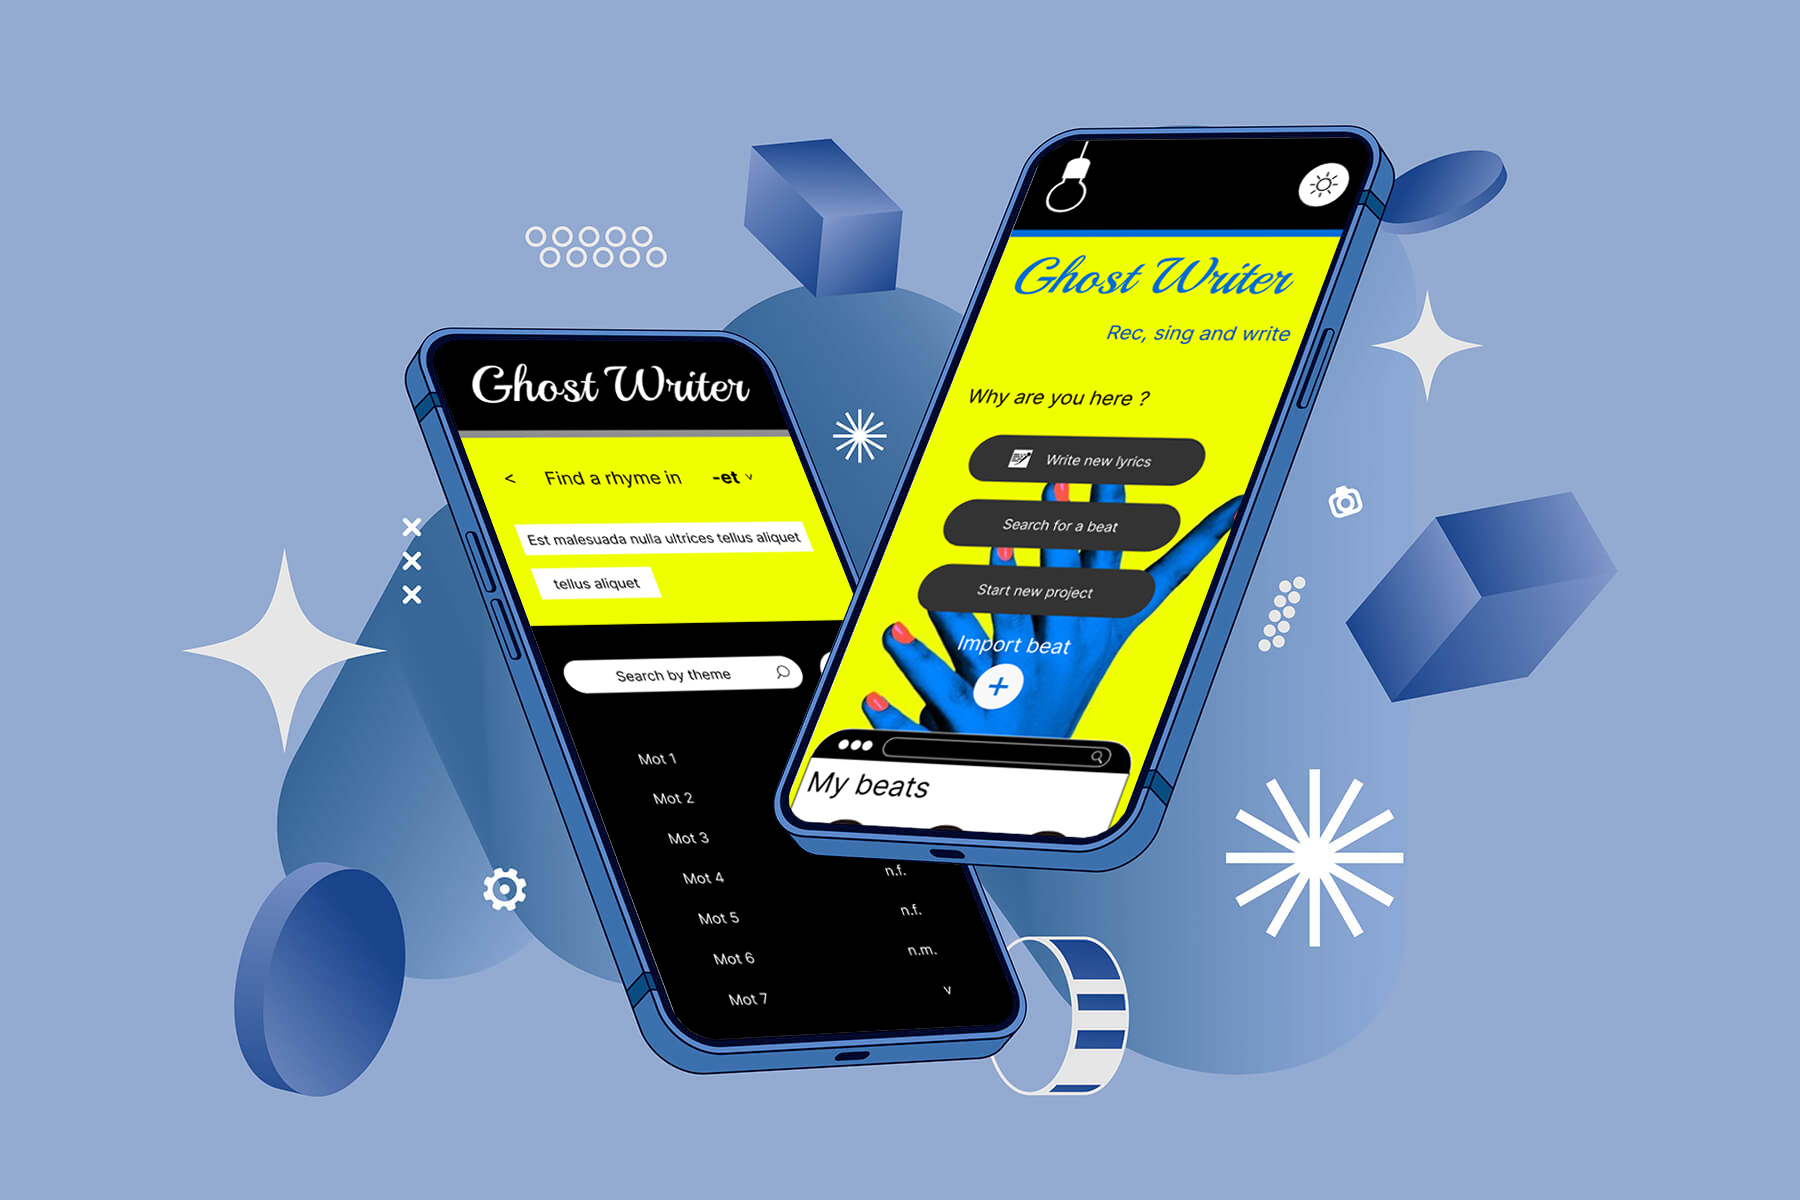 Ghost Writer
< Find a rhyme in -et v
Est malesuada nulla ultrices tellus aliquet
tellus aliquet
Search by theme
Mot 1
Mot 2
Mot 3
Mot 4 n.f.
Mot 5 n.f.
Mot 6 n.m.
Mot 7 v
Ghost Writer
Rec, sing and write
Why are you here ?
Write new lyrics
Search for a beat
Start new project
Import beat
+
My beats